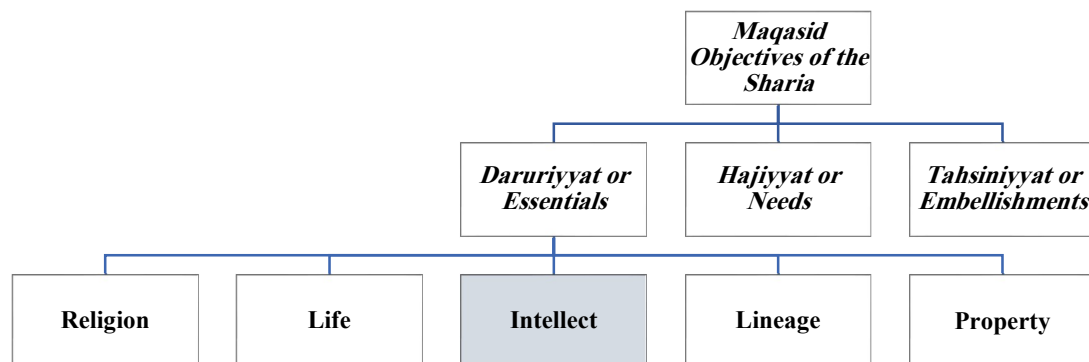 Maqasid
Objectives of the
Sharia
Daruriyyat or
Essentials
Hajiyyat or
Needs
Tahsiniyyat or
Embellishments
Religion
Life
Intellect
Lineage
Property